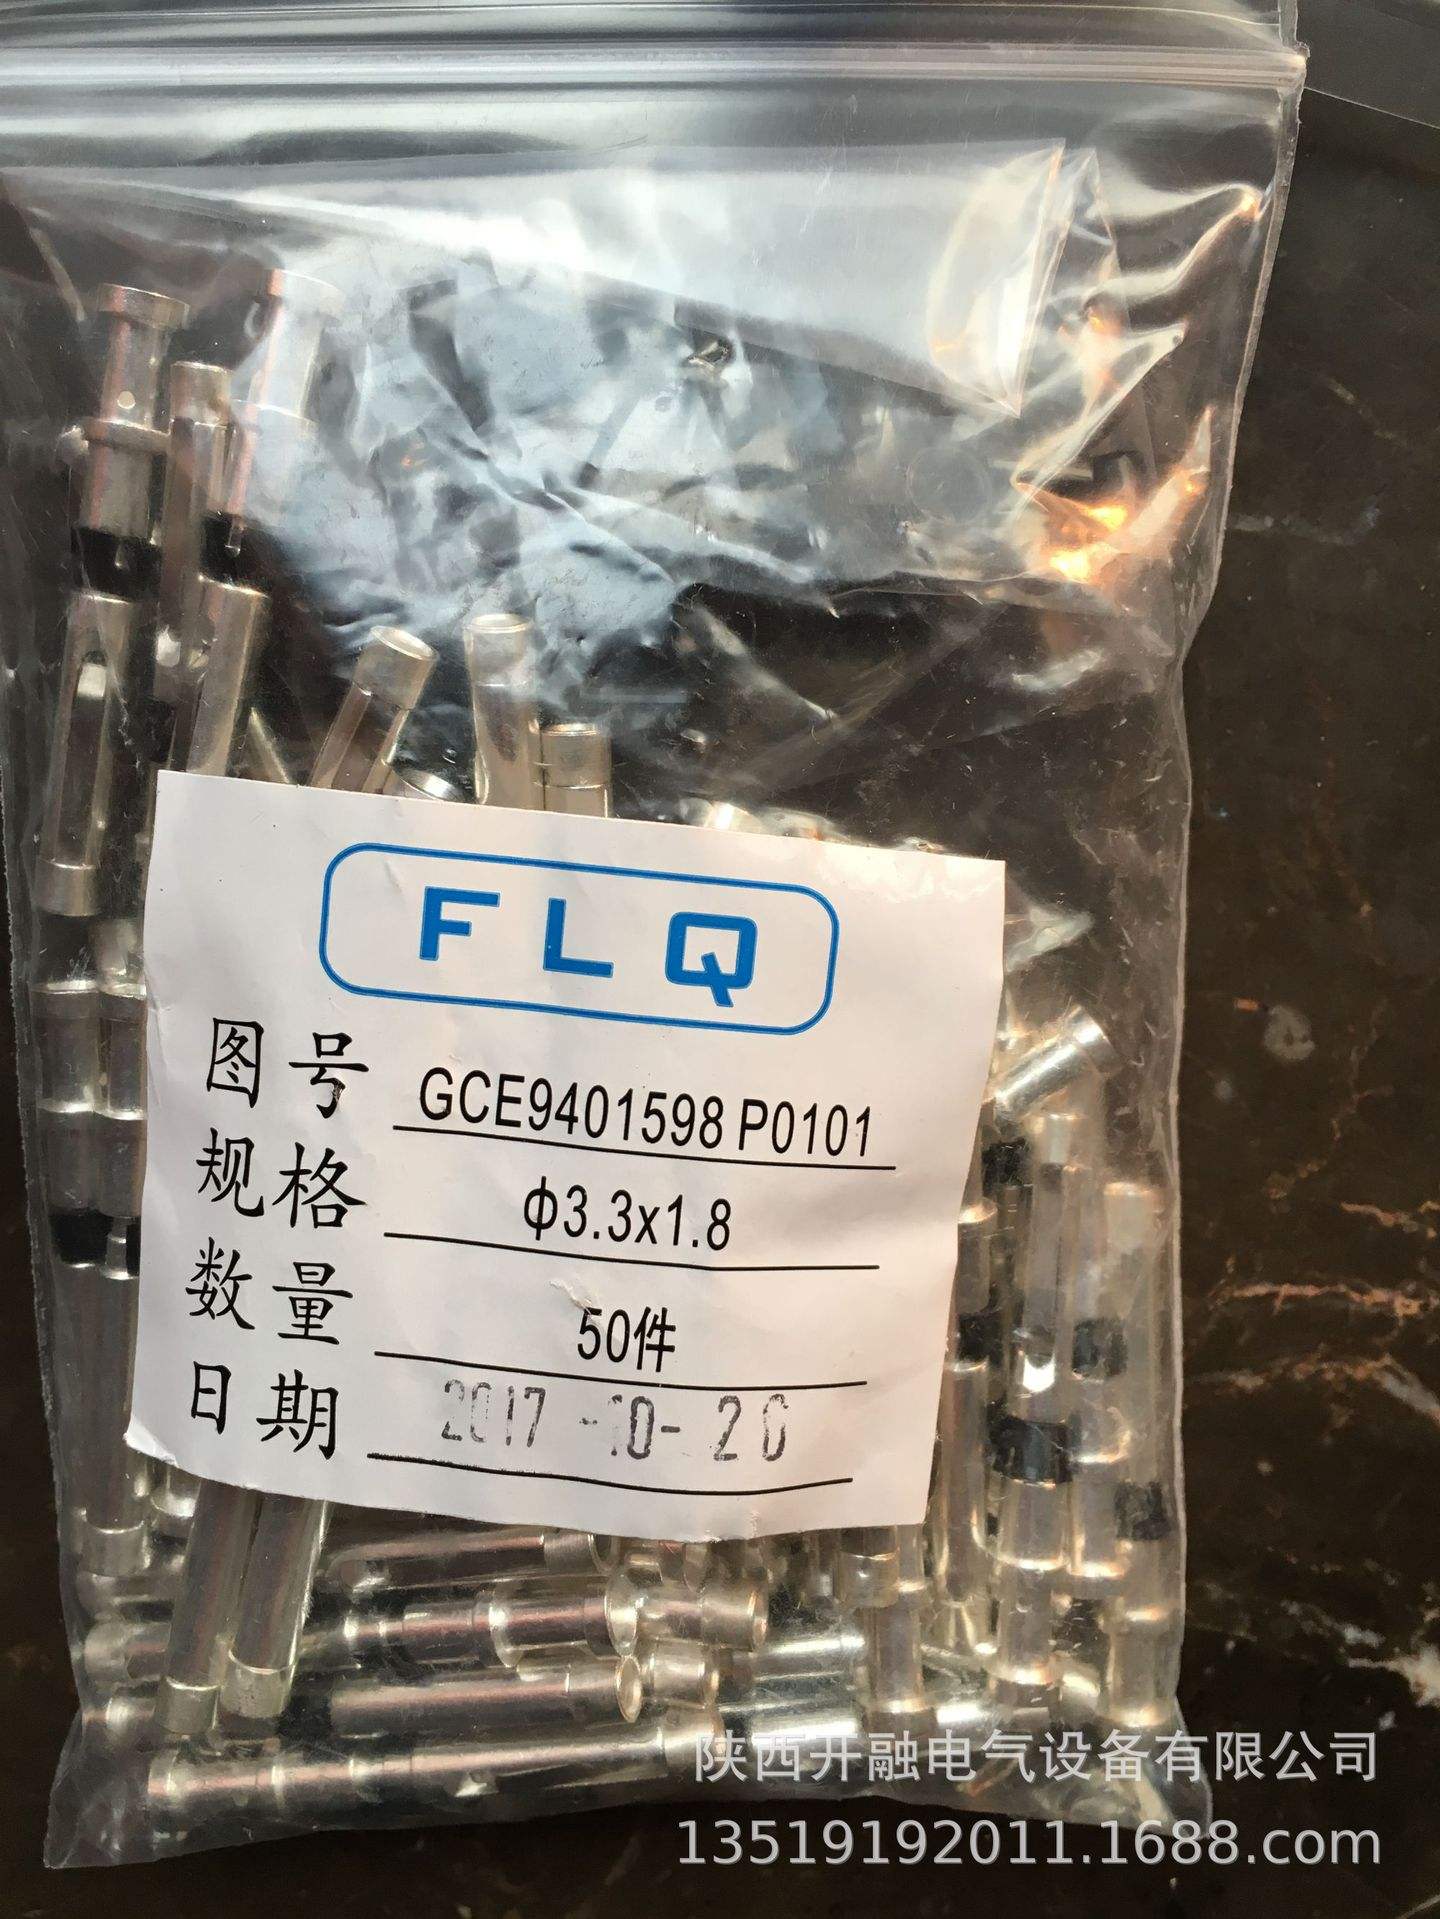 FLQ
图号 GCE9401598 P0101
规格 Φ3.3x1.8
数量 50件
日期 2017-10-20
陕西开融电气设备有限公司
13519192011.1688.com